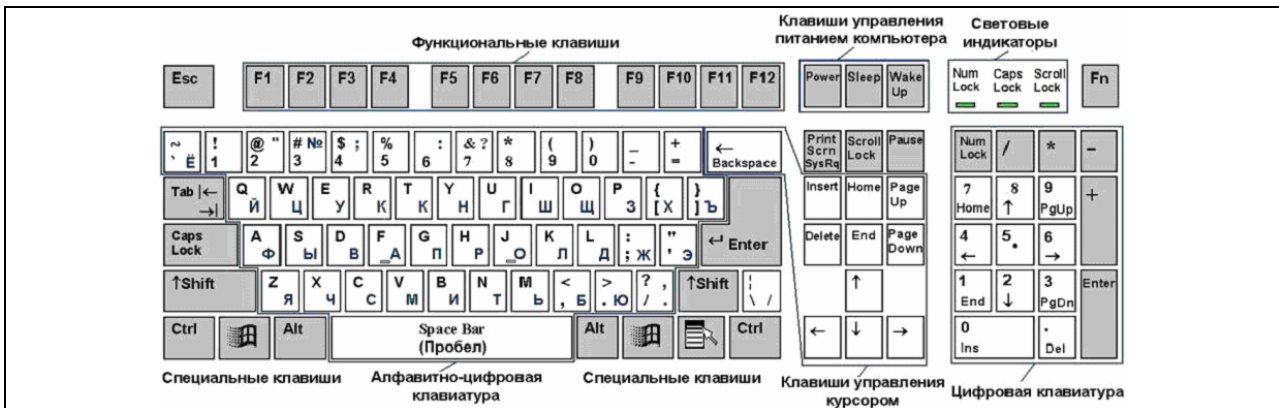 Функциональные клавиши
Клавиши управления
питанием компьютера
Световые
индикаторы
Esc F1 F2 F3 F4 F5 F6 F7 F8 F9 F10 F11 F12 Power Sleep Wake Up Num Lock Caps Lock Scroll Lock Fn
~ ` Ё ! 1 @ " 2 # № 3 $ ; 4 % 5 : 6 & ? 7 * 8 ( 9 ) 0 _ - + = ← Backspace Print Scrn SysRq Scroll Lock Pause Num Lock / * -
Tab |← →| Q Й W Ц E У R К T К Y Н U Г I Ш O Щ P З { [ Х } ] Ъ Insert Home Page Up 7 Home 8 ↑ 9 PgUp +
Caps Lock A Ф S Ы D В F _А G П H Р J _О K Л L Д : ; Ж " ' Э ↵ Enter Delete End Page Down 4 ← 5 . 6 →
↑Shift Z Я X Ч C С V М B И N Т M Ь < , Б > . Ю ? , / . ↑Shift ¦ \ / ↑ 1 End 2 ↓ 3 PgDn Enter
Ctrl Alt Space Bar (Пробел) Alt Ctrl ← ↓ → 0 Ins . Del
Специальные клавиши
Алфавитно-цифровая
клавиатура
Специальные клавиши
Клавиши управления
курсором
Цифровая клавиатура